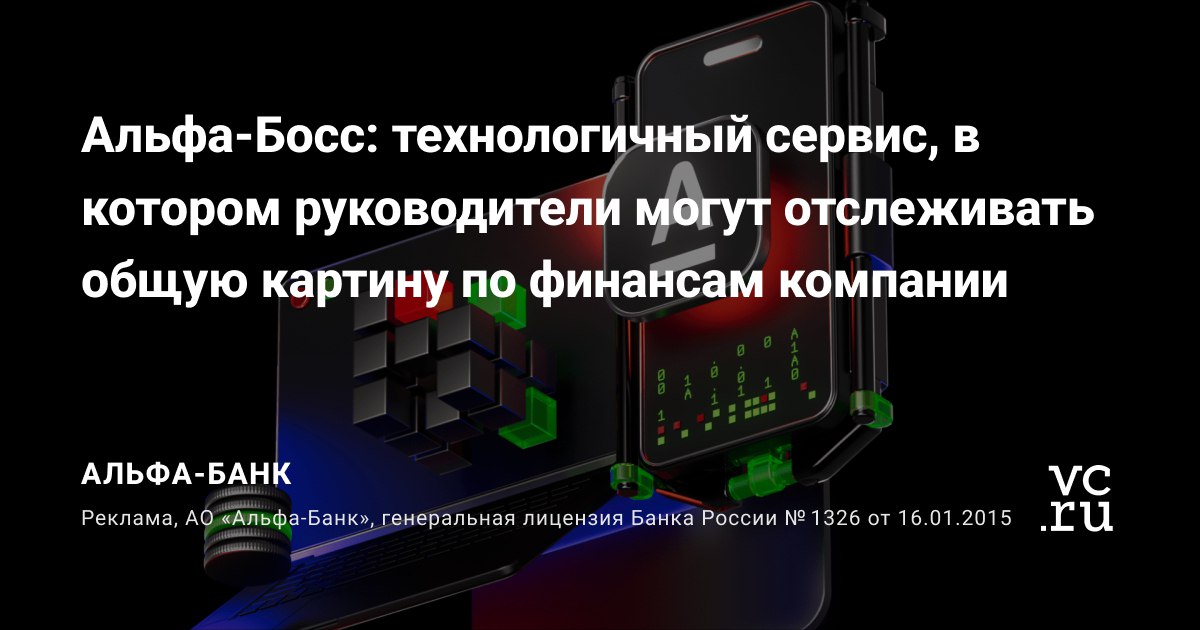 Альфа-Босс: технологичный сервис, в
котором руководители могут отслеживать
общую картину по финансам компании
АЛЬФА-БАНК
Реклама, АО «Альфа-Банк», генеральная лицензия Банка России № 1326 от 16.01.2015
vc
.ru